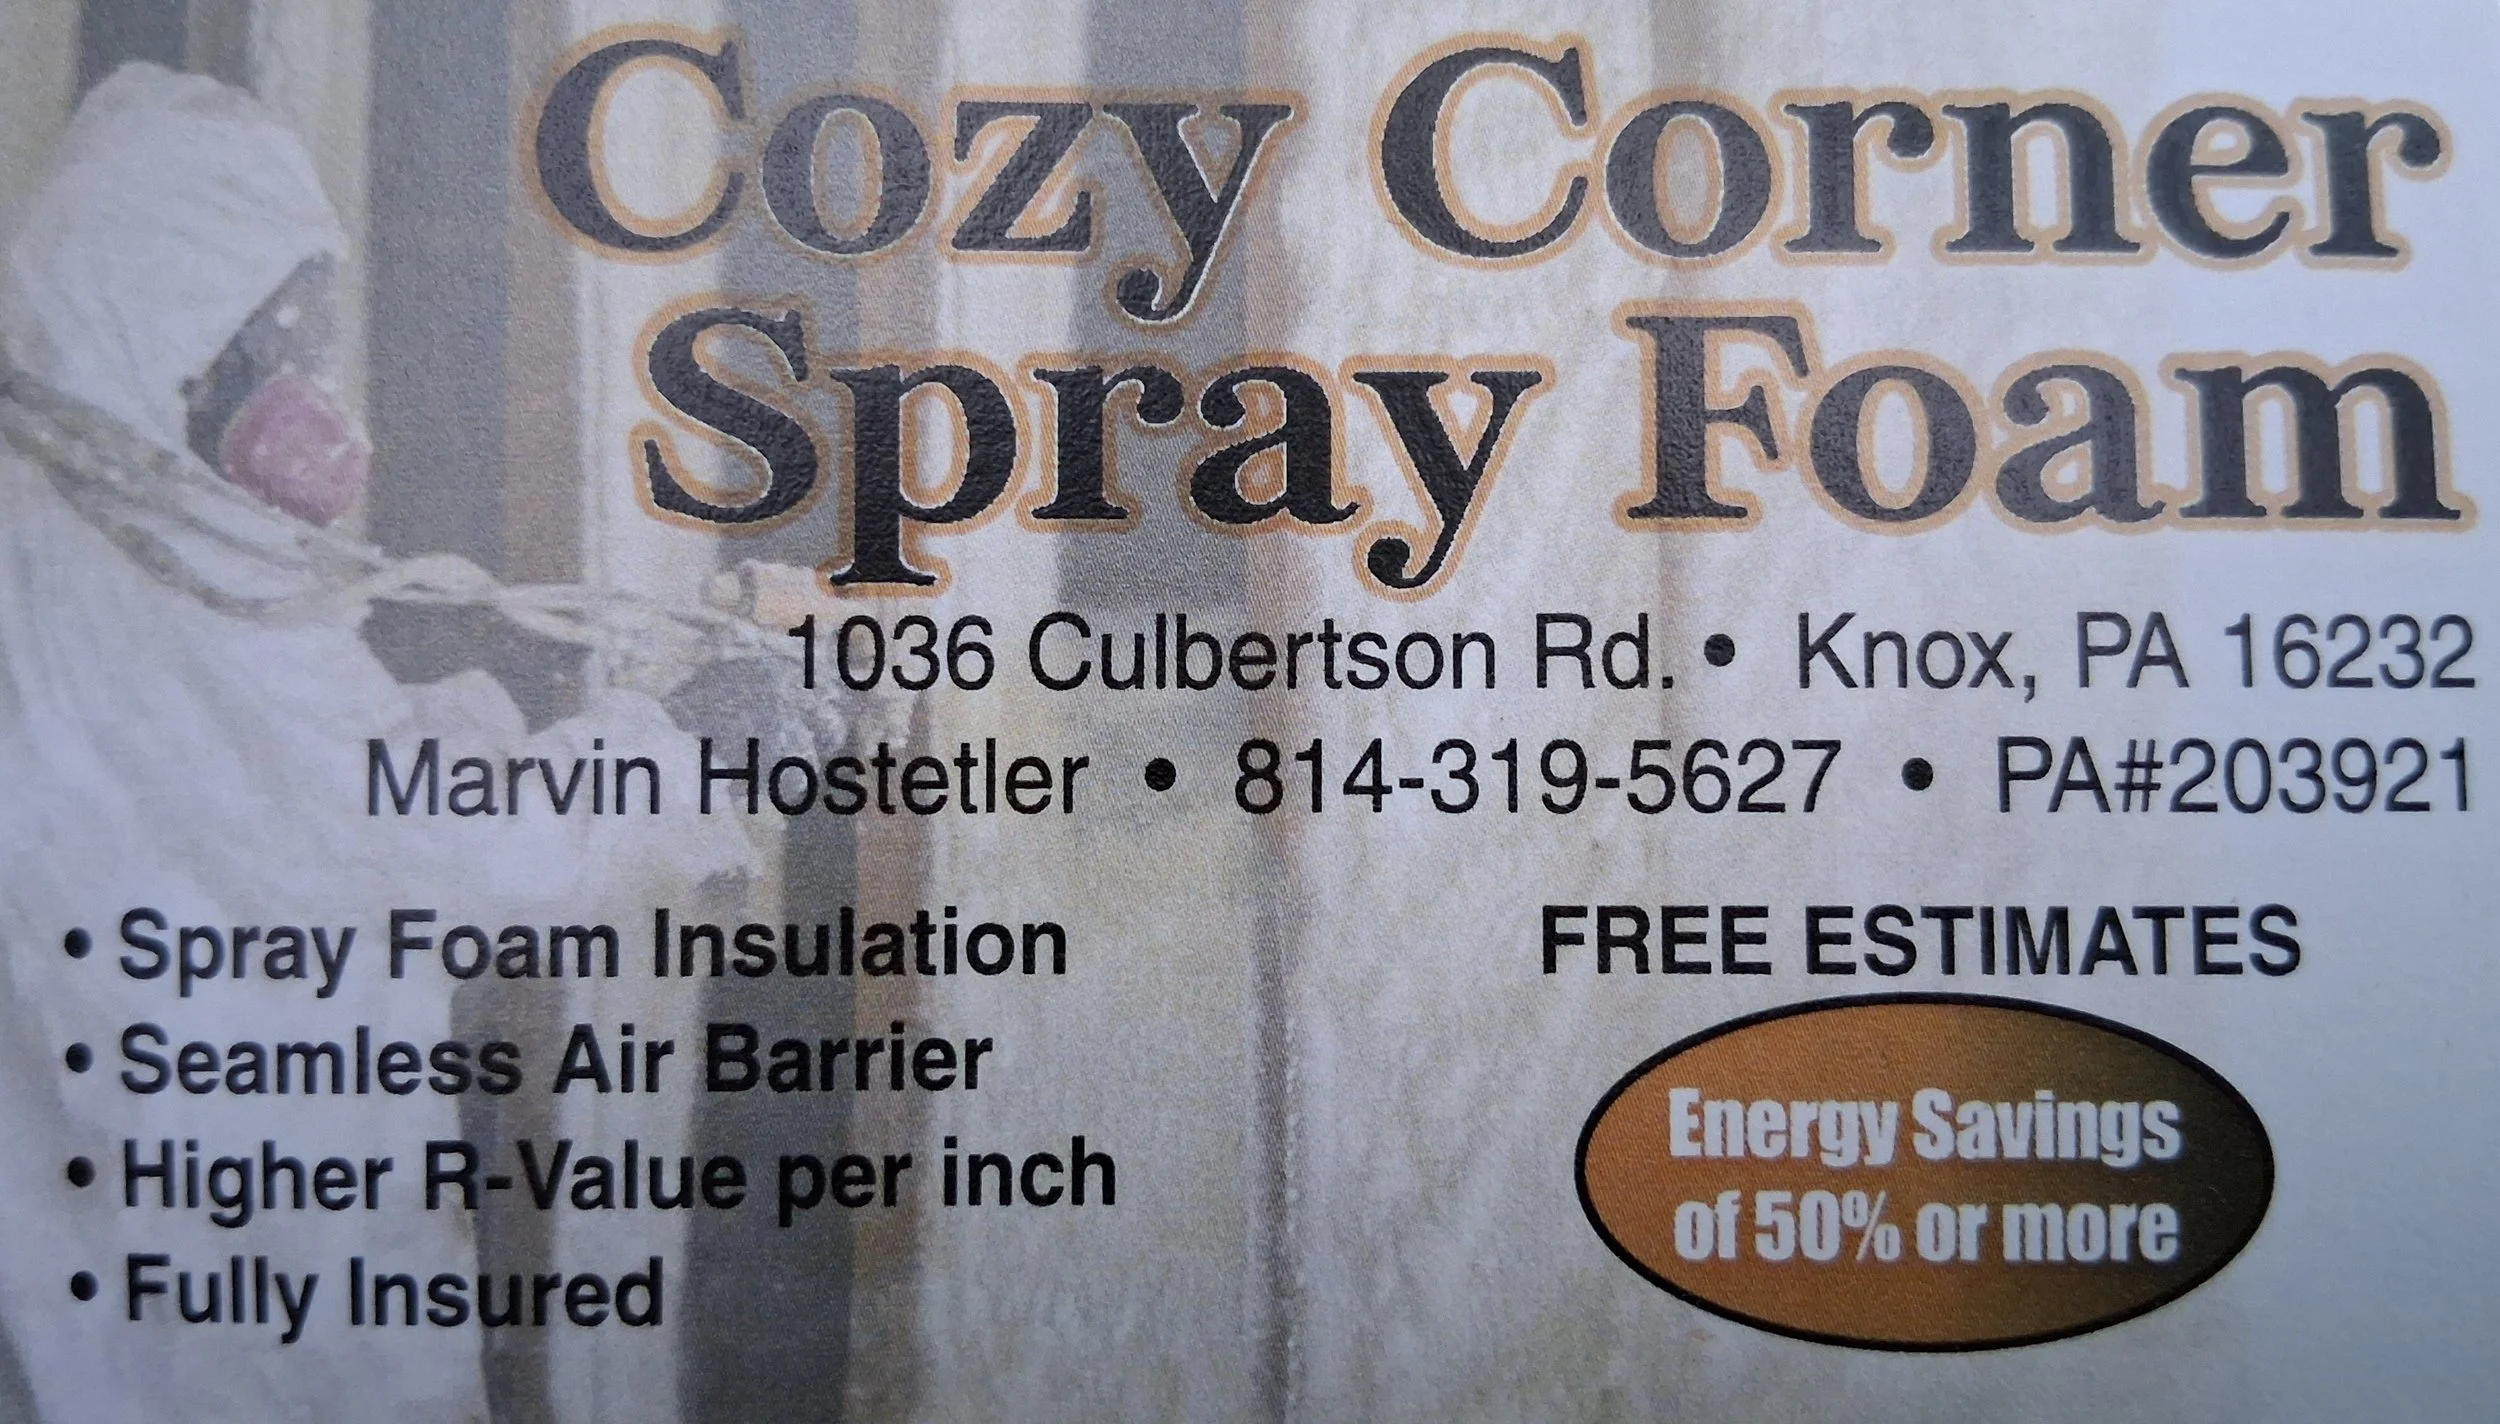 Cozy Corner
Spray Foam
1036 Culbertson Rd. • Knox, PA 16232
Marvin Hostetler • 814-319-5627 • PA#203921
• Spray Foam Insulation
• Seamless Air Barrier
• Higher R-Value per inch
• Fully Insured
FREE ESTIMATES
Energy Savings
of 50% or more